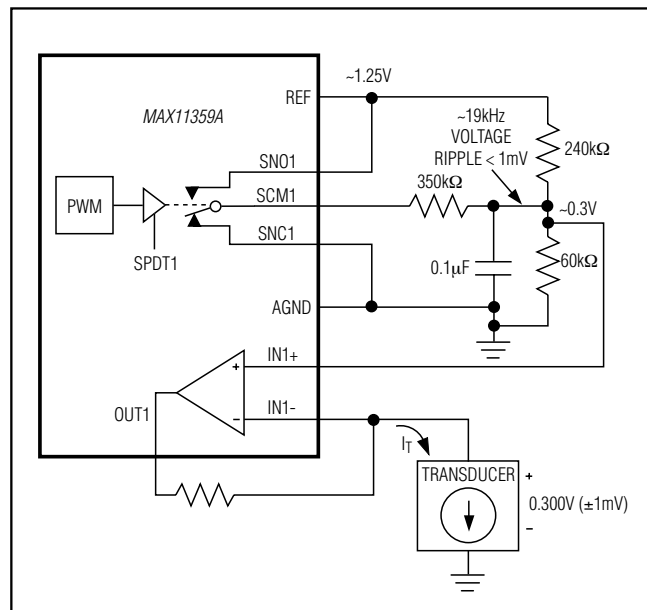 ~1.25V
REF
MAX11359A
~19kHz
VOLTAGE
RIPPLE < 1mV
240kΩ
SNO1
350kΩ
PWM
SCM1
~0.3V
SNC1
SPDT1
0.1µF
60kΩ
AGND
IN1+
+
OUT1
IN1-
−
IT
TRANSDUCER
+
0.300V (±1mV)
−